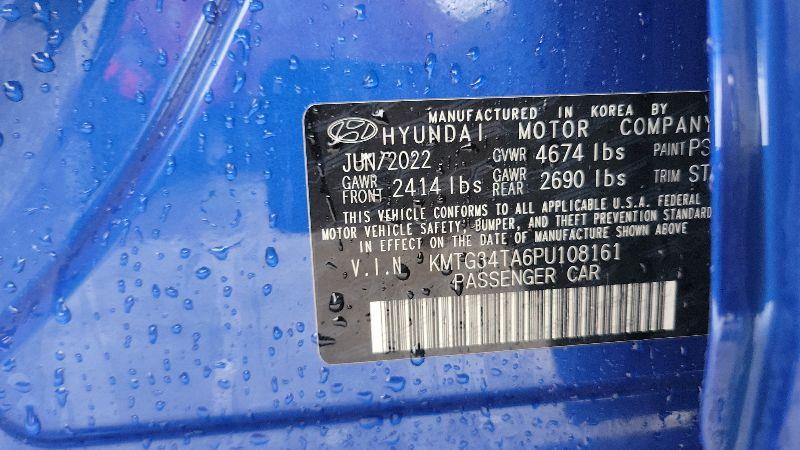 MANUFACTURED IN KOREA BY
HYUNDAI MOTOR COMPANY
JUN/2022 GVWR 4674 lbs PAINT PS
GAWR FRONT 2414 lbs GAWR REAR 2690 lbs TRIM ST
THIS VEHICLE CONFORMS TO ALL APPLICABLE U.S.A. FEDERAL
MOTOR VEHICLE SAFETY, BUMPER, AND THEFT PREVENTION STANDARD
IN EFFECT ON THE DATE OF MANUFACTURE SHOWN ABOVE
V.I.N KMTG34TA6PU108161
PASSENGER CAR